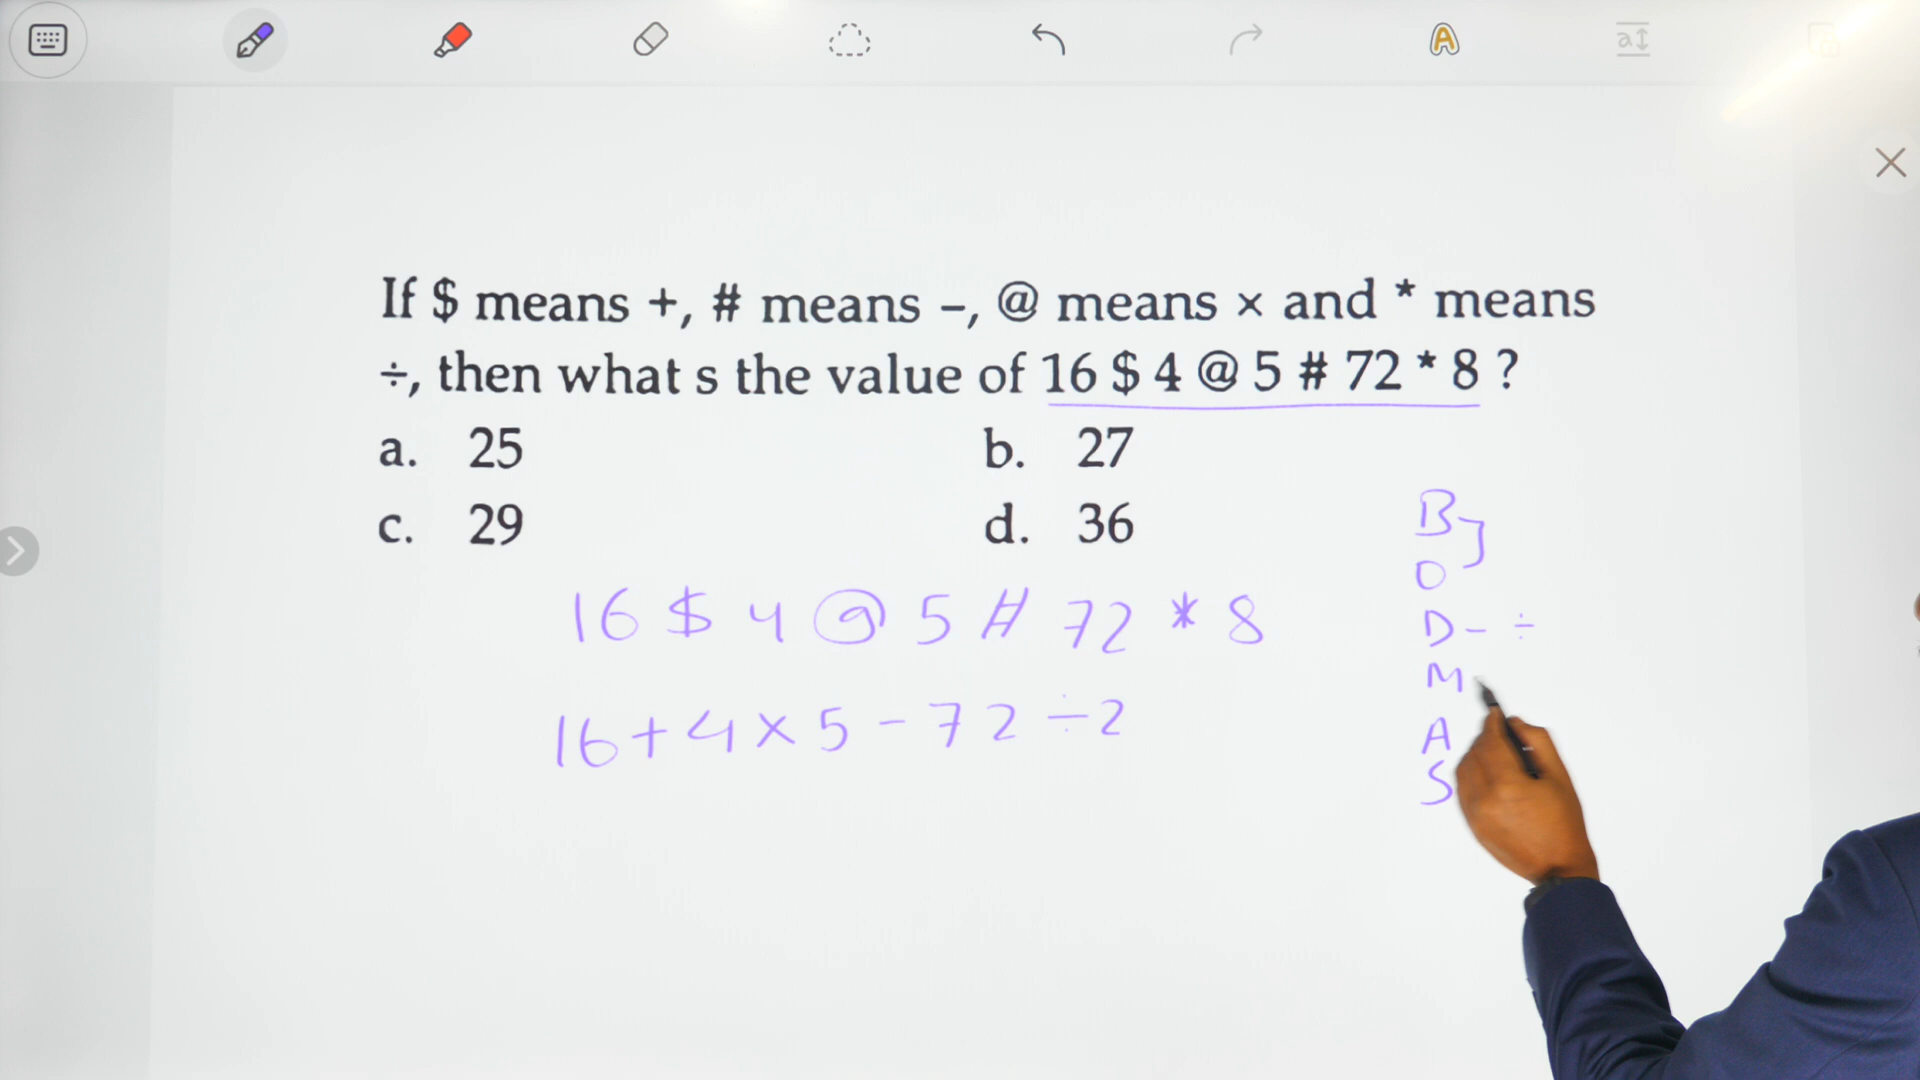 A a
If $ means +, # means –, @ means × and * means
÷, then what s the value of 16 $ 4 @ 5 # 72 * 8 ?
a. 25 b. 27
c. 29 d. 36
16 $ 4 @ 5 # 72 * 8
16 + 4 × 5 - 72 ÷ 2
B
O
D - ÷
M
A
S